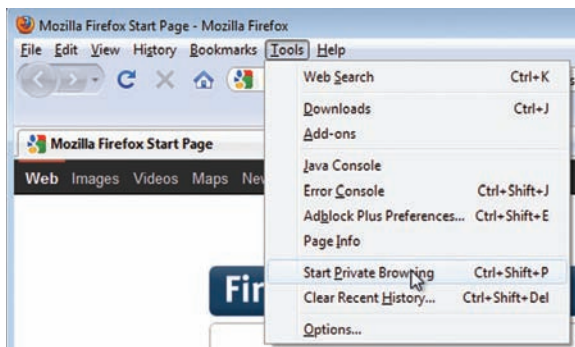 Mozilla Firefox Start Page - Mozilla Firefox
File Edit View History Bookmarks Tools Help
Web Search Ctrl+K
Downloads Ctrl+J
Add-ons
Mozilla Firefox Start Page
Java Console
Web Images Videos Maps
Error Console Ctrl+Shift+J
Adblock Plus Preferences... Ctrl+Shift+E
Page Info
Start Private Browsing Ctrl+Shift+P
Fir
Clear Recent History... Ctrl+Shift+Del
Options...